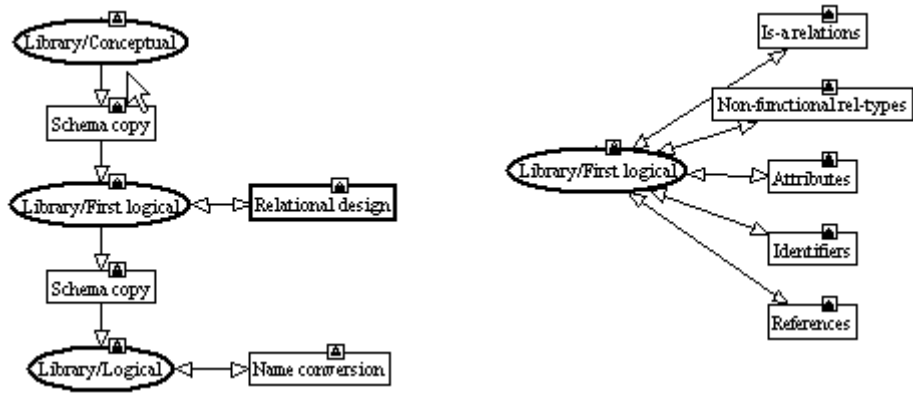 Library/Conceptual
Schema copy
Library/First logical
Relational design
Schema copy
Library/Logical
Name conversion
Is-a relations
Non-functional rel-types
Library/First logical
Attributes
Identifiers
References